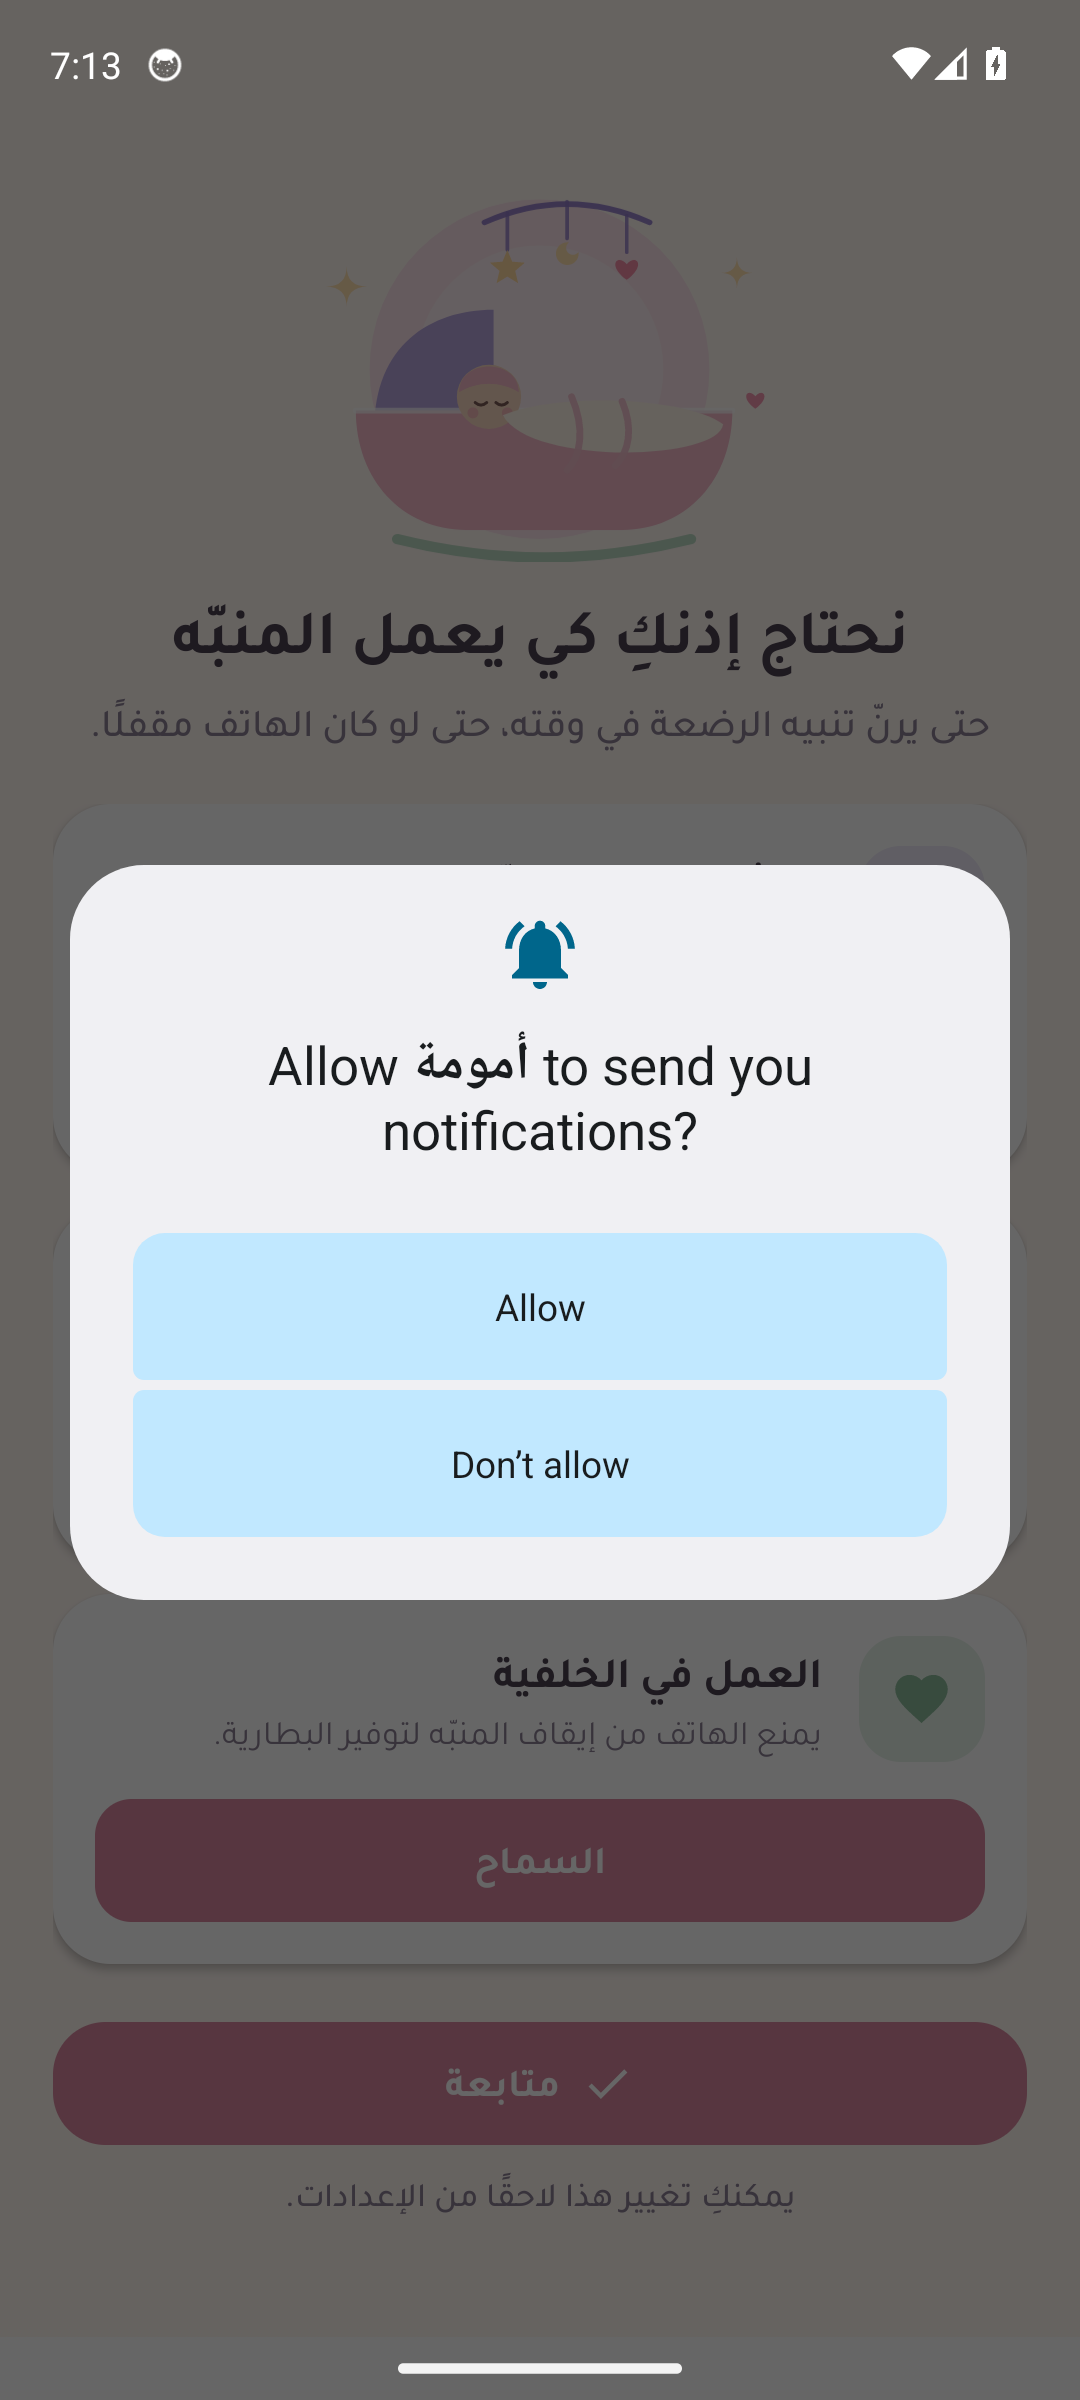 7:13
نحتاج إذنكِ كي يعمل المنبّه
حتى يرنّ تنبيه الرضعة في وقته، حتى لو كان الهاتف مقفلًا.
Allow أمومة to send you
notifications?
Allow
Don’t allow
العمل في الخلفية
يمنع الهاتف من إيقاف المنبّه لتوفير البطارية.
السماح
متابعة
يمكنكِ تغيير هذا لاحقًا من الإعدادات.